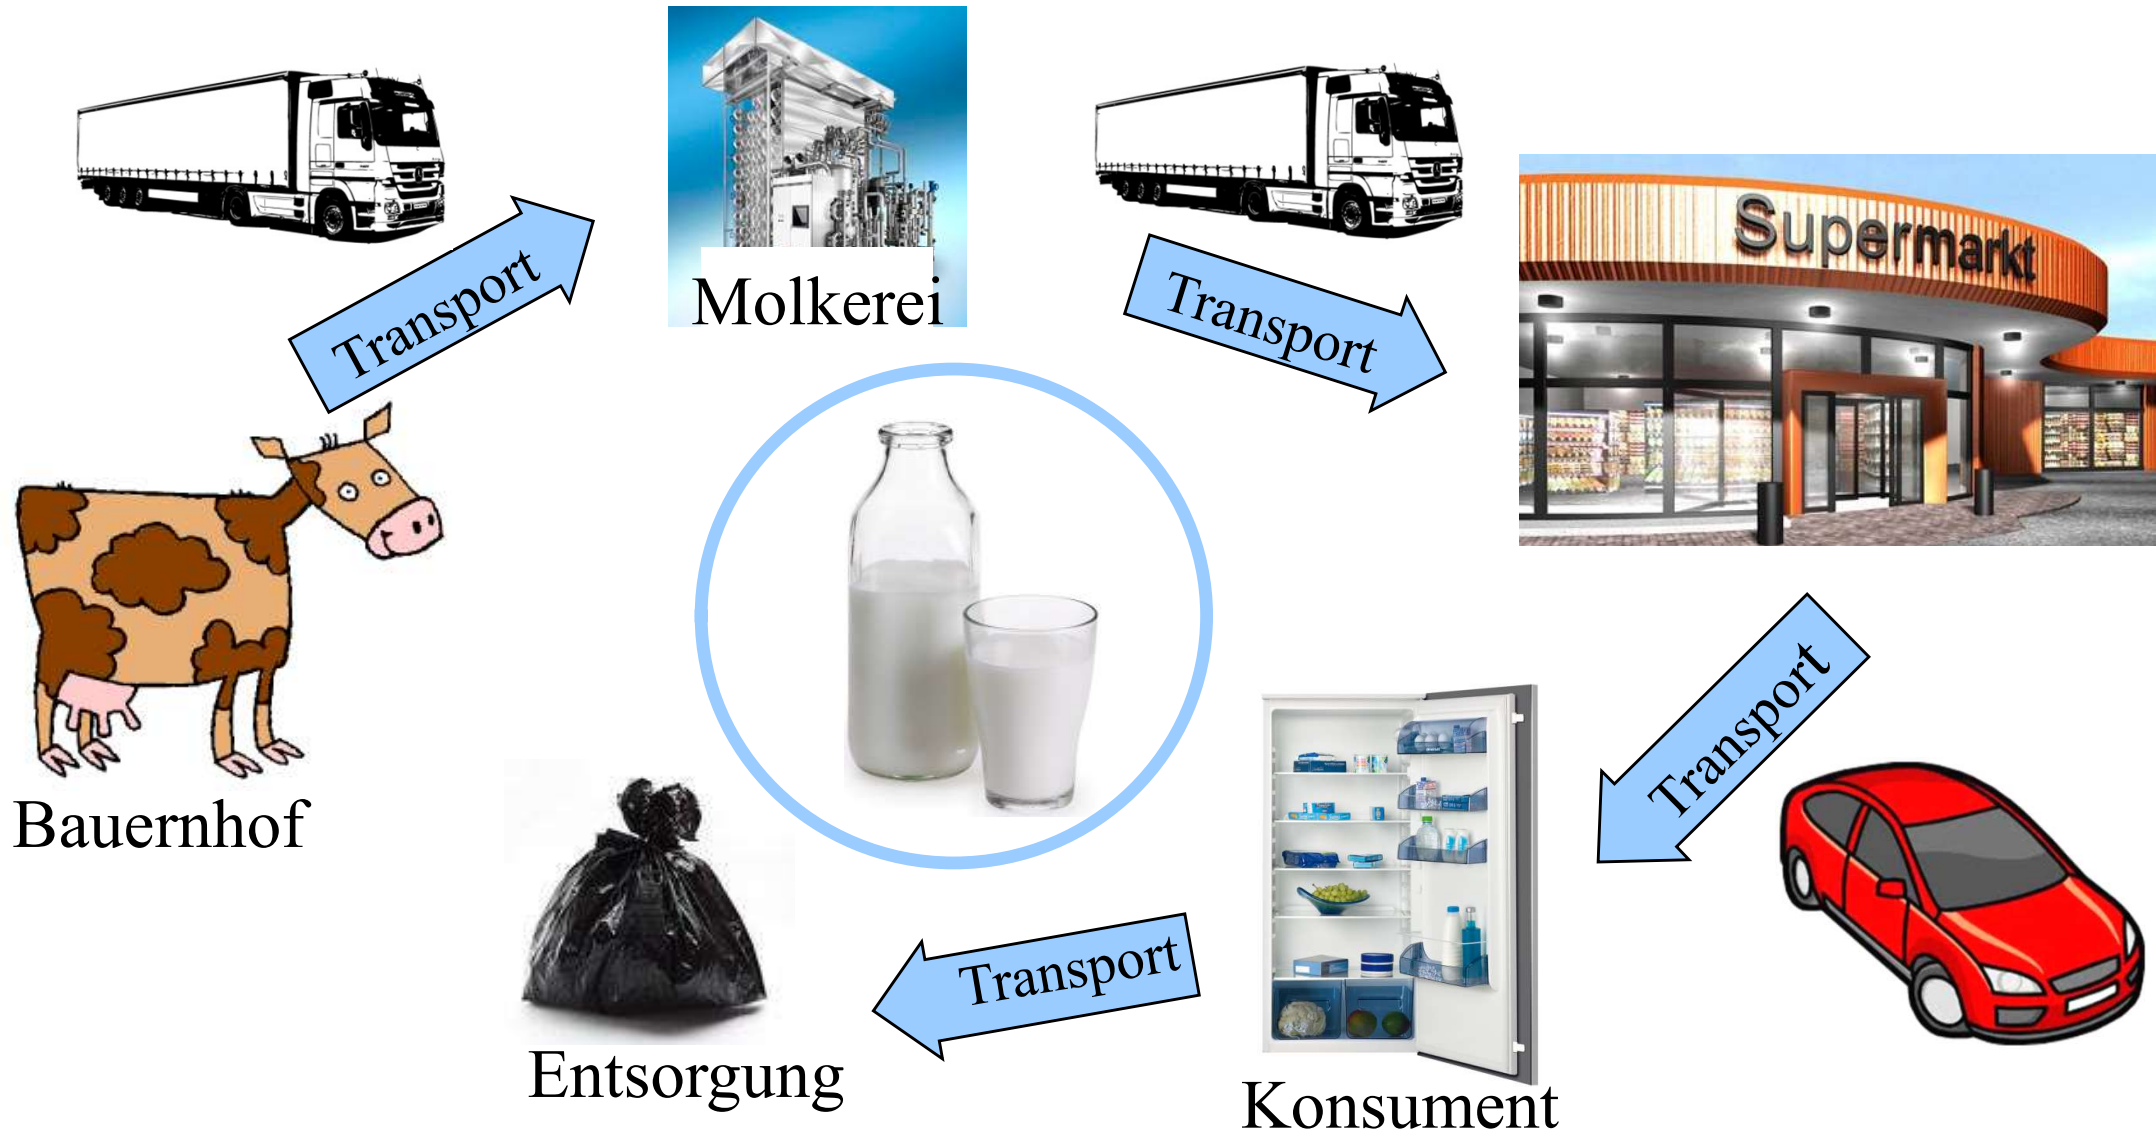 Transport
Molkerei
Transport
Supermarkt
Bauernhof
Transport
Transport
Entsorgung
Konsument